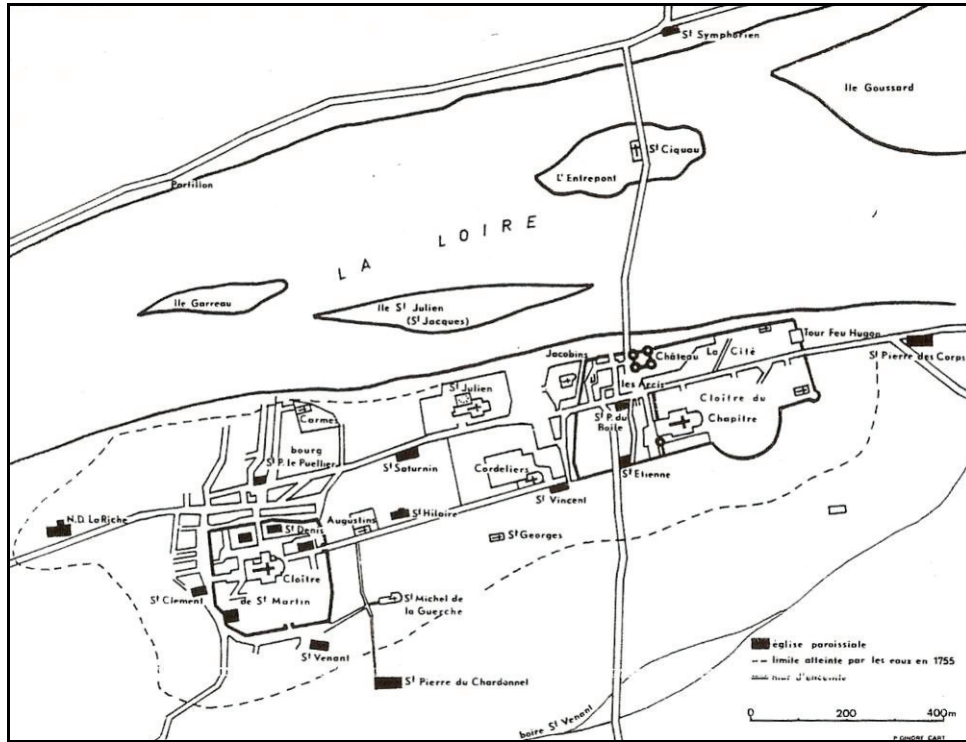 Sᵗ Symphorien
Ile Goussard
Sᵗ Ciquau
L'Entrepont
Portillon
LA LOIRE
Ile Garreau
Ile Sᵗ Julien
(Sᵗ Jacques)
Tour Feu Hugon
Jacobins
Château
La Cité
Sᵗ Pierre des Corps
les Arcis
Sᵗ Julien
Cloître du
Chapitre
Carmes
Sᵗ P. du
Boile
bourg
Sᵗ P. le Puellier
Sᵗ Saturnin
Cordeliers
Sᵗ Etienne
Sᵗ Vincent
N.D. LaRiche
Sᵗ Hilaire
Augustins
Sᵗ Denis
Sᵗ Georges
Cloître
de Sᵗ Martin
Sᵗ Clement
Sᵗ Michel de
la Guerche
Sᵗ Venant
Sᵗ Pierre du Chardonnet
église paroissiale
limite atteinte par les eaux en 1755
mur d'enceinte
boire Sᵗ Venant
0 200 400m
P. GINDRE CART